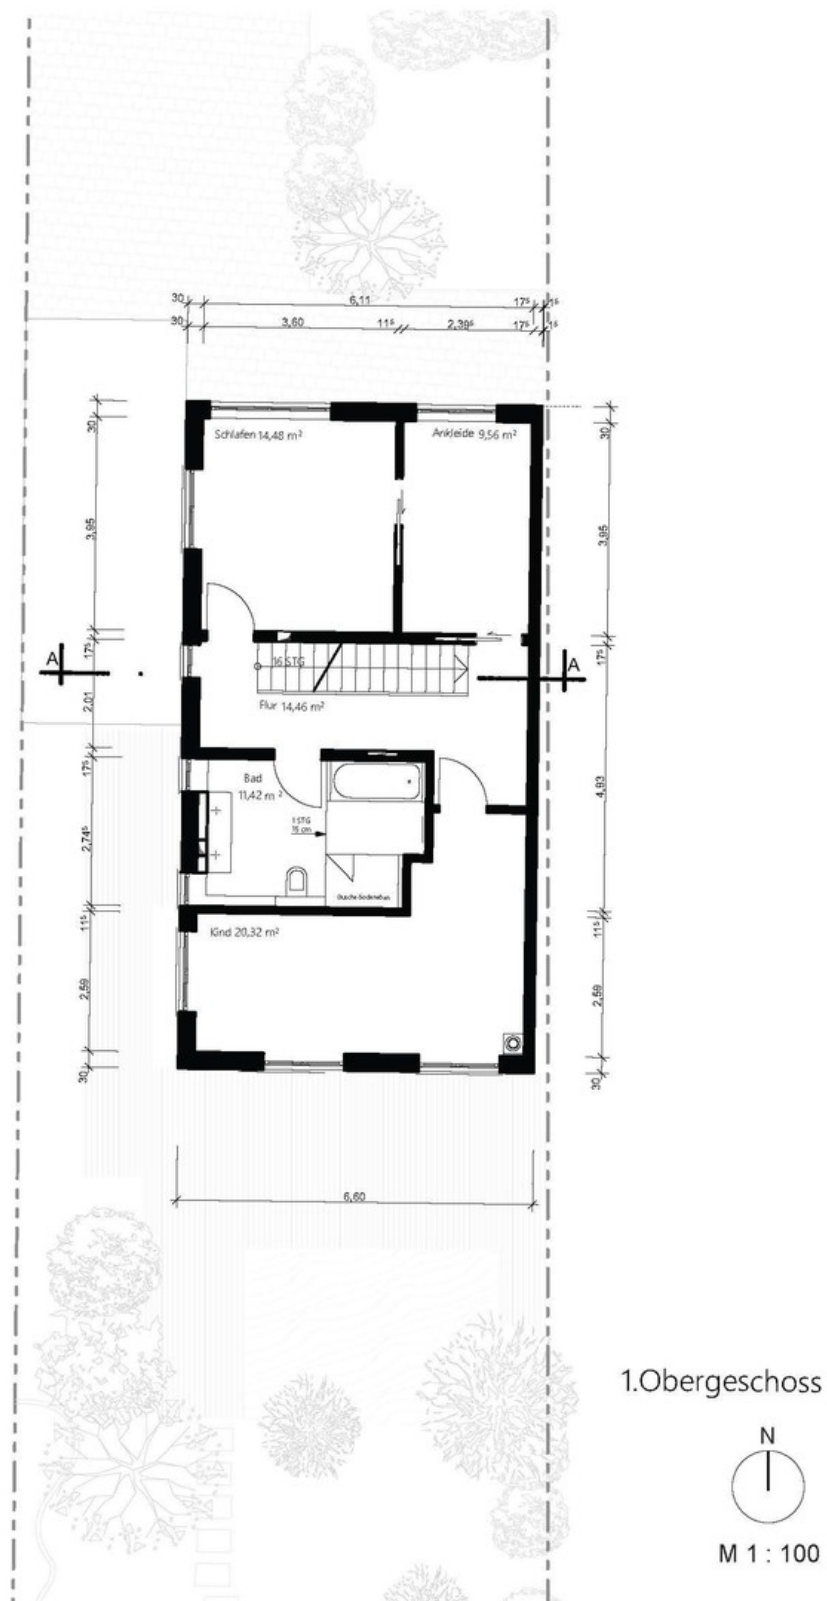 30 6,11 17⁵ 15
30 3,60 11⁵ 2,39⁵ 17⁵ 15
30
30
Schlafen 14,48 m²
Ankleide 9,56 m²
3,95
3,95
17⁵
17⁵
A
A
16 STG
Flur 14,46 m²
2,01
17⁵
Bad
11,42 m²
4,93
1 STG
15 cm
2,74⁵
Dusche Bodeneben
11⁵
11⁵
Kind 20,32 m²
2,59
2,59
30
30
6,60
1.Obergeschoss
N
M 1 : 100